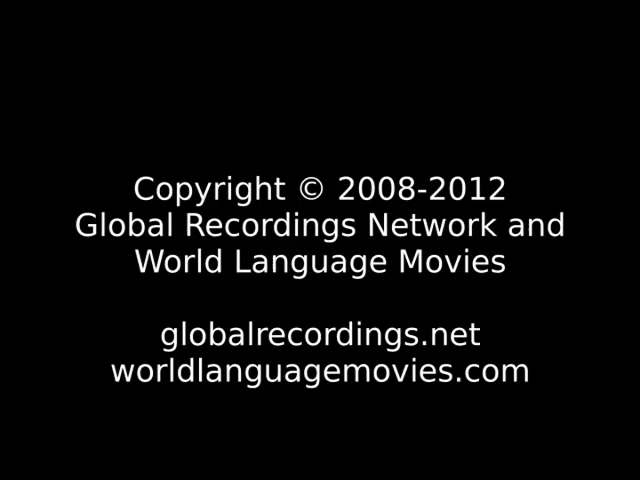 Copyright © 2008-2012
Global Recordings Network and
World Language Movies
globalrecordings.net
worldlanguagemovies.com